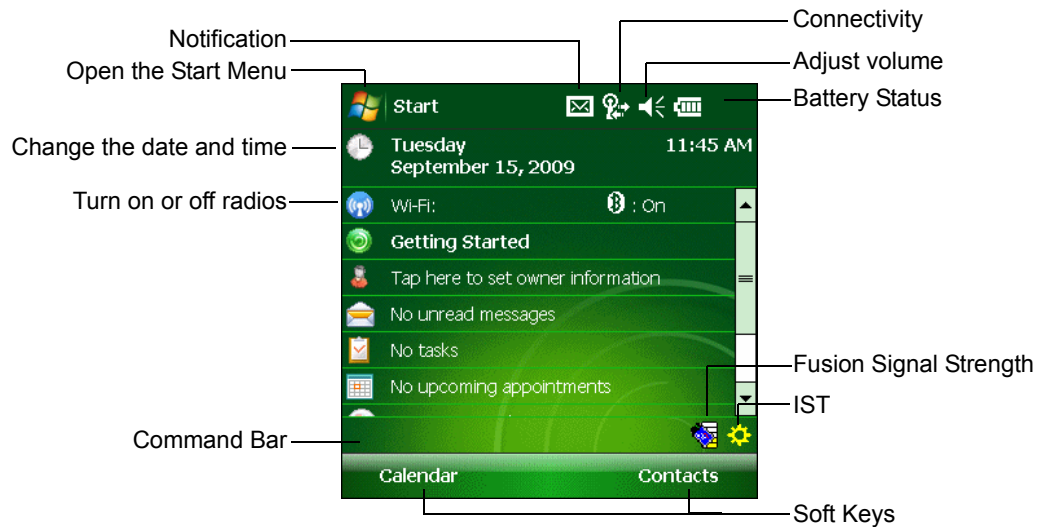 Connectivity
Notification
Adjust volume
Open the Start Menu
Battery Status
Start
Change the date and time
Tuesday 11:45 AM
September 15, 2009
Turn on or off radios
Wi-Fi: : On
Getting Started
Tap here to set owner information
No unread messages
No tasks
No upcoming appointments
Fusion Signal Strength
IST
Command Bar
Calendar Contacts
Soft Keys